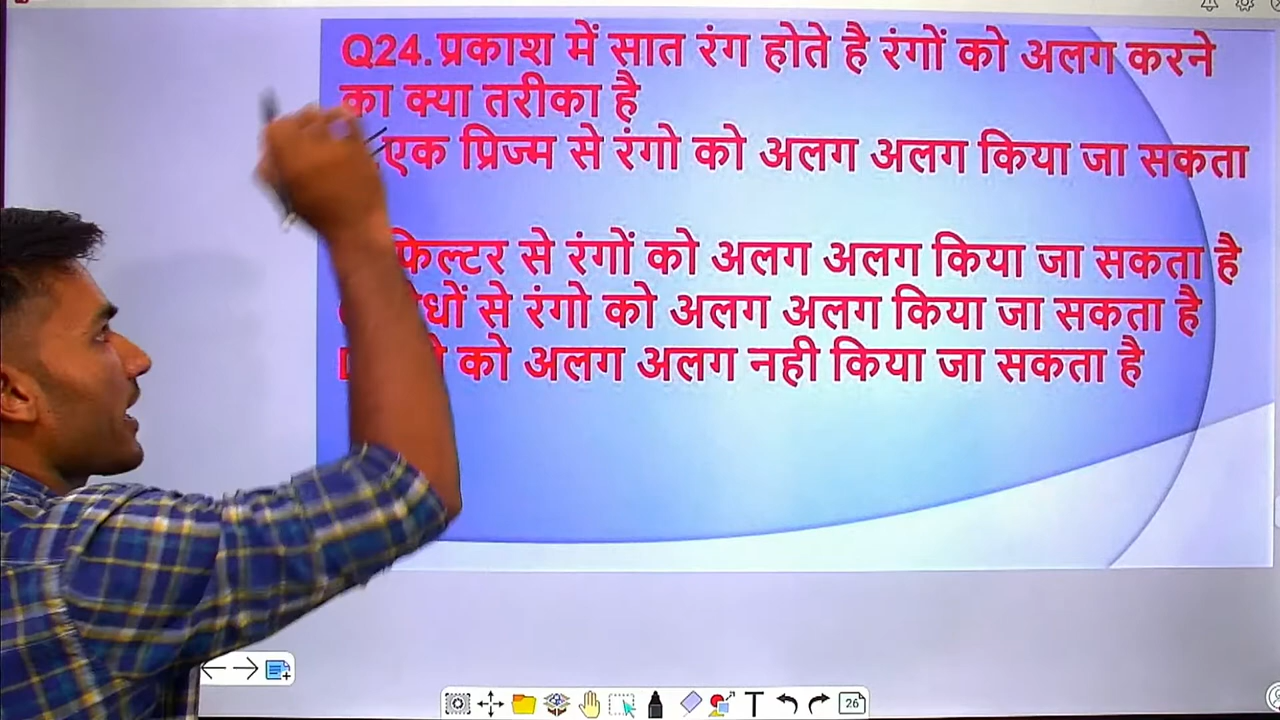 Q24.प्रकाश में सात रंग होते है रंगों को अलग करने
का क्या तरीका है
एक प्रिज्म से रंगो को अलग अलग किया जा सकता
फिल्टर से रंगों को अलग अलग किया जा सकता है
से रंगो को अलग अलग किया जा सकता है
को अलग अलग नही किया जा सकता है
T
26